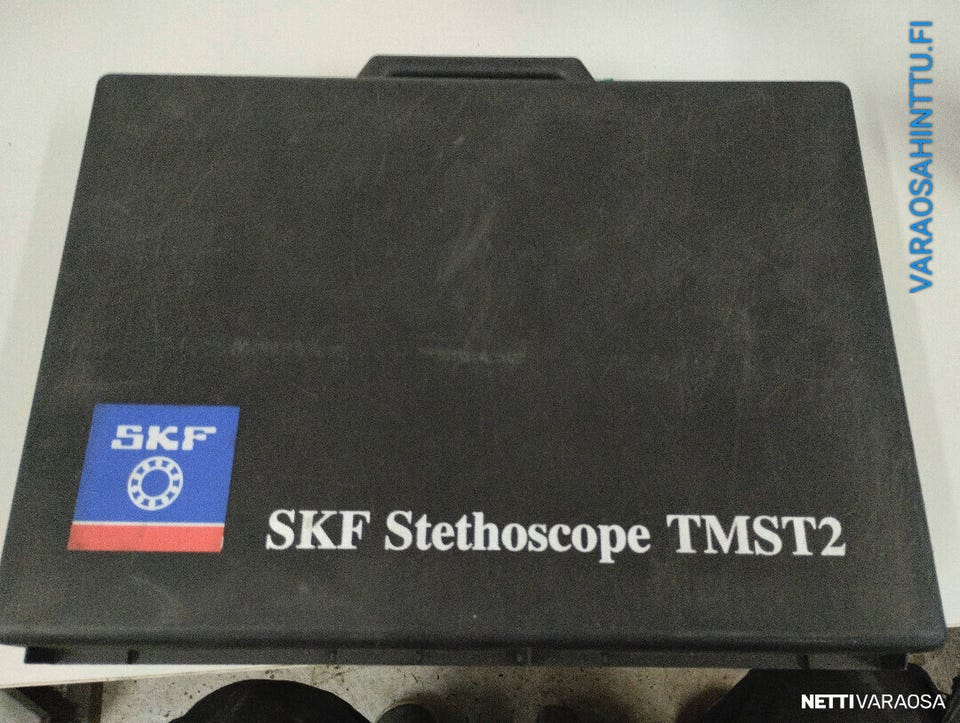 VARAOSAHINTTU.FI
SKF
SKF Stethoscope TMST2
NETTIVARAOSA